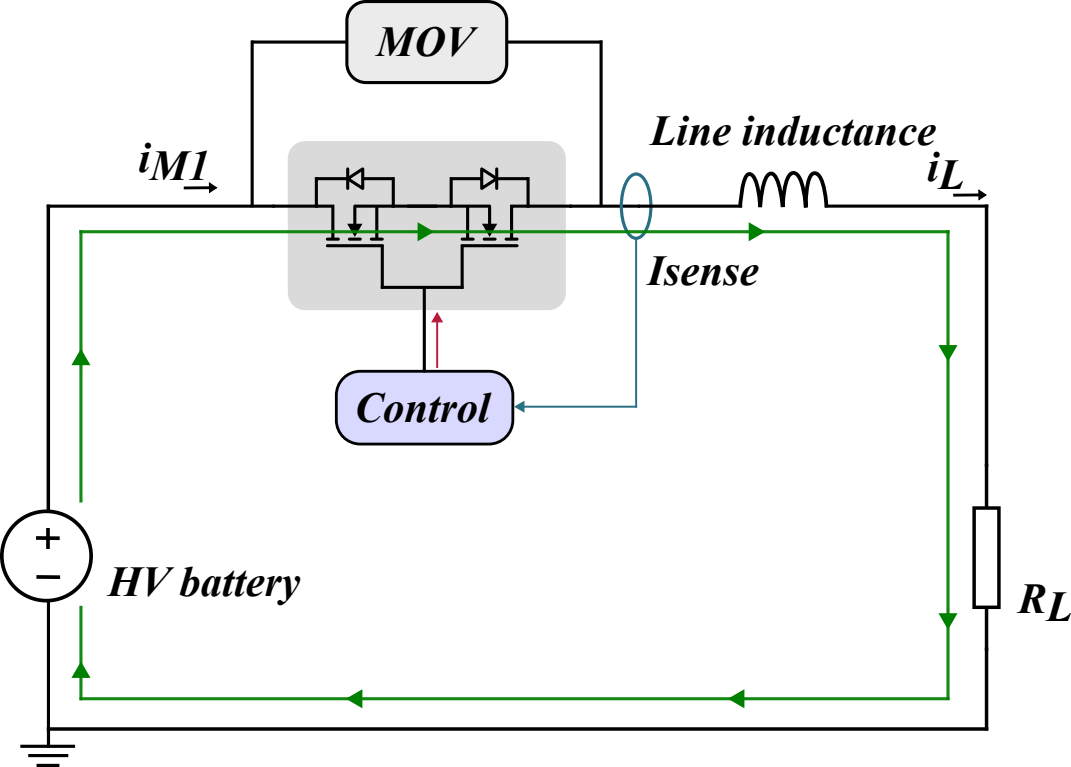 MOV
Line inductance
iM1
iL
Isense
Control
+
−
HV battery
RL